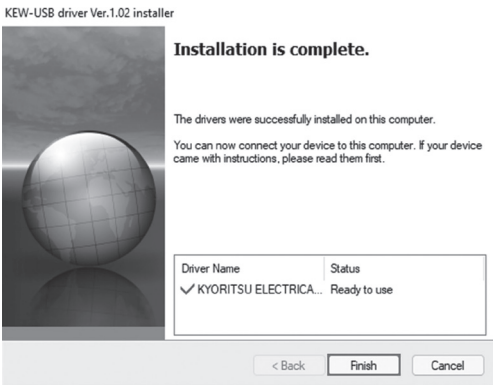 KEW-USB driver Ver.1.02 installer
Installation is complete.
The drivers were successfully installed on this computer.
You can now connect your device to this computer. If your device
came with instructions, please read them first.
Driver Name Status
KYORITSU ELECTRICA... Ready to use
< Back Finish Cancel